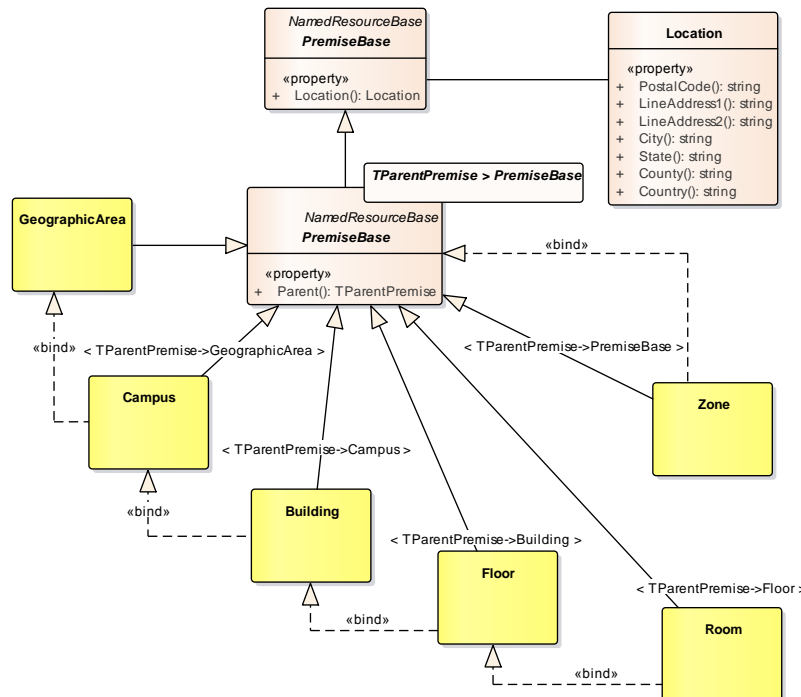 NamedResourceBase
PremiseBase
«property»
+ Location(): Location
Location
«property»
+ PostalCode(): string
+ LineAddress1(): string
+ LineAddress2(): string
+ City(): string
+ State(): string
+ County(): string
+ Country(): string
TParentPremise > PremiseBase
NamedResourceBase
PremiseBase
«property»
+ Parent(): TParentPremise
GeographicArea
«bind»
«bind»
< TParentPremise->GeographicArea >
< TParentPremise->PremiseBase >
Campus
Zone
< TParentPremise->Campus >
«bind»
Building
< TParentPremise->Building >
Floor
< TParentPremise->Floor >
«bind»
Room
«bind»